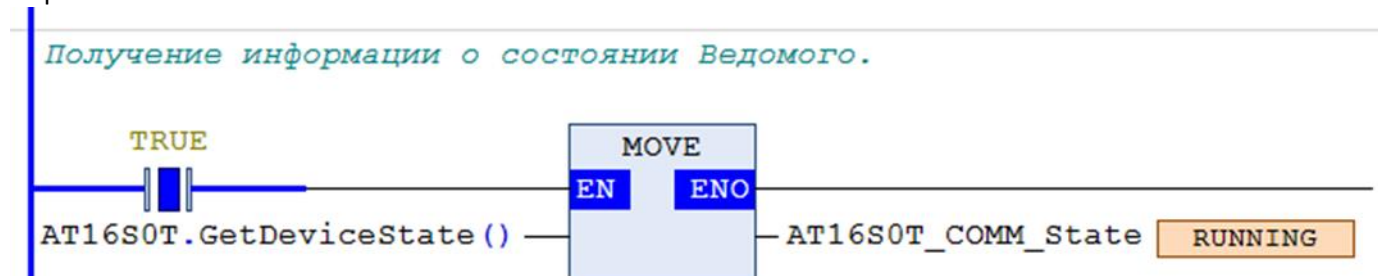 Получение информации о состоянии Ведомого.
TRUE
MOVE
EN ENO
AT16S0T.GetDeviceState() AT16S0T_COMM_State RUNNING